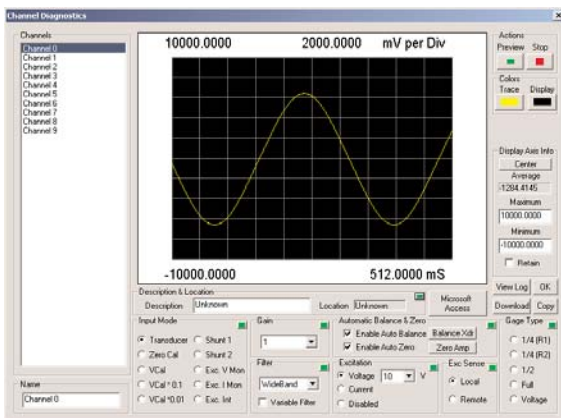 Channel Diagnostics
Channels
Channel 0
Channel 1
Channel 2
Channel 3
Channel 4
Channel 5
Channel 6
Channel 7
Channel 8
Channel 9
Name
Channel 0
10000.0000 2000.0000 mV per Div
-10000.0000 512.0000 mS
Actions
Preview Stop
Colors
Trace Display
Display Axis Info
Center
Average
-1284.4145
Maximum
10000.0000
Minimum
-10000.0000
Retain
View Log OK
Download Copy
Description & Location
Description Unknown Location Unknown
Microsoft Access
Input Mode
Transducer Shunt 1
Zero Cal Shunt 2
VCal Exc. V Mon
VCal * 0.1 Exc. I Mon
VCal *0.01 Exc. Int
Gain
1
Filter
WideBand
Variable Filter
Automatic Balance & Zero
Enable Auto Balance Balance Xdr
Enable Auto Zero Zero Amp
Excitation
Voltage 10 V
Current
Disabled
Exc Sense
Local
Remote
Gage Type
1/4 (R1)
1/4 (R2)
1/2
Full
Voltage